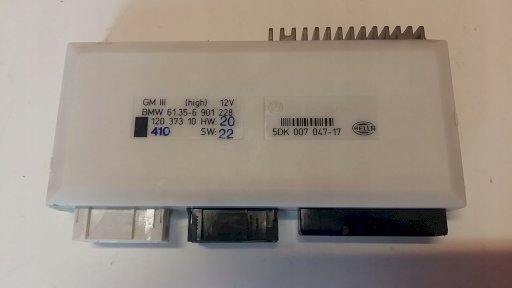 GM III (high) 12V
BMW 61.35-6 901 228
120 373 10 HW: 20
410 SW: 22
5DK 007 047-17
HELLA